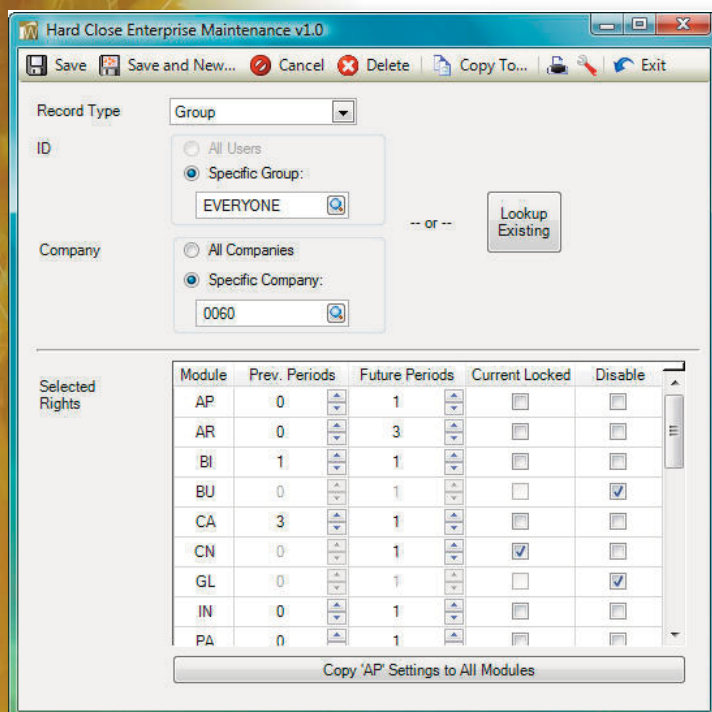 Hard Close Enterprise Maintenance v1.0
Save Save and New... Cancel Delete Copy To... Exit
Record Type Group
ID All Users
Specific Group:
EVERYONE
-- or -- Lookup Existing
Company All Companies
Specific Company:
0060
Selected Rights
Module Prev. Periods Future Periods Current Locked Disable
AP 0 1
AR 0 3
BI 1 1
BU 0 1
CA 3 1
CN 0 1
GL 0 1
IN 0 1
PA 0 1
Copy 'AP' Settings to All Modules